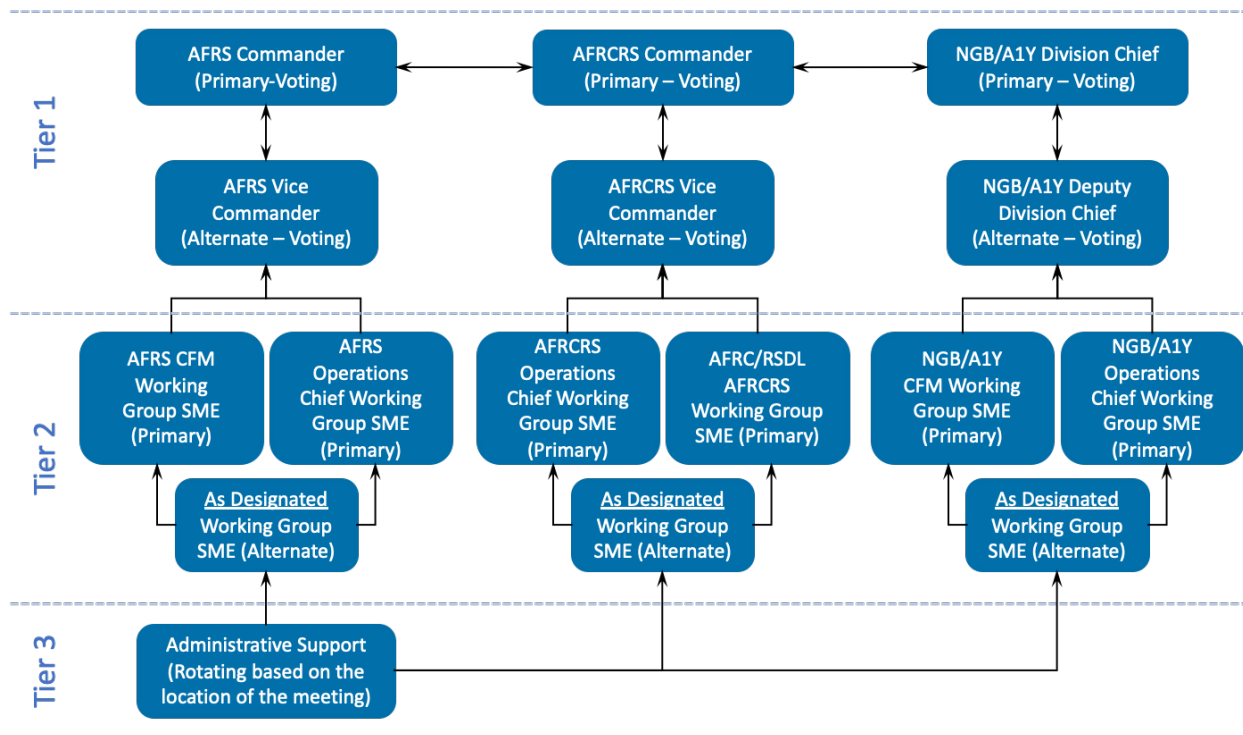 Tier 1
AFRS Commander
(Primary-Voting)
AFRCRS Commander
(Primary – Voting)
NGB/A1Y Division Chief
(Primary – Voting)
AFRS Vice
Commander
(Alternate – Voting)
AFRCRS Vice
Commander
(Alternate – Voting)
NGB/A1Y Deputy
Division Chief
(Alternate – Voting)
Tier 2
AFRS CFM
Working
Group SME
(Primary)
AFRS
Operations
Chief Working
Group SME
(Primary)
AFRCRS
Operations
Chief Working
Group SME
(Primary)
AFRC/RSDL
AFRCRS
Working Group
SME (Primary)
NGB/A1Y
CFM Working
Group SME
(Primary)
NGB/A1Y
Operations
Chief Working
Group SME
(Primary)
As Designated
Working Group
SME (Alternate)
As Designated
Working Group
SME (Alternate)
As Designated
Working Group
SME (Alternate)
Tier 3
Administrative Support
(Rotating based on the
location of the meeting)